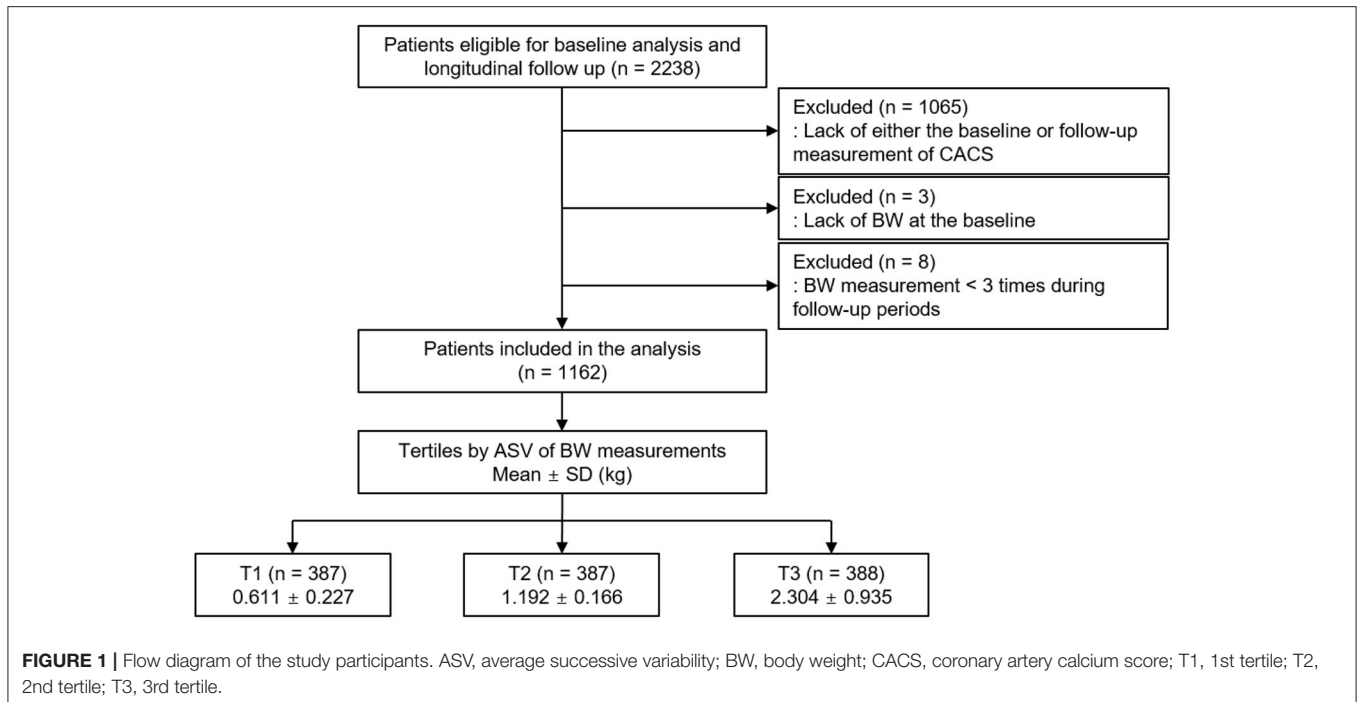 Patients eligible for baseline analysis and
longitudinal follow up (n = 2238)
Excluded (n = 1065)
: Lack of either the baseline or follow-up
measurement of CACS
Excluded (n = 3)
: Lack of BW at the baseline
Excluded (n = 8)
: BW measurement < 3 times during
follow-up periods
Patients included in the analysis
(n = 1162)
Tertiles by ASV of BW measurements
Mean ± SD (kg)
T1 (n = 387)
0.611 ± 0.227
T2 (n = 387)
1.192 ± 0.166
T3 (n = 388)
2.304 ± 0.935
FIGURE 1 | Flow diagram of the study participants. ASV, average successive variability; BW, body weight; CACS, coronary artery calcium score; T1, 1st tertile; T2,
2nd tertile; T3, 3rd tertile.